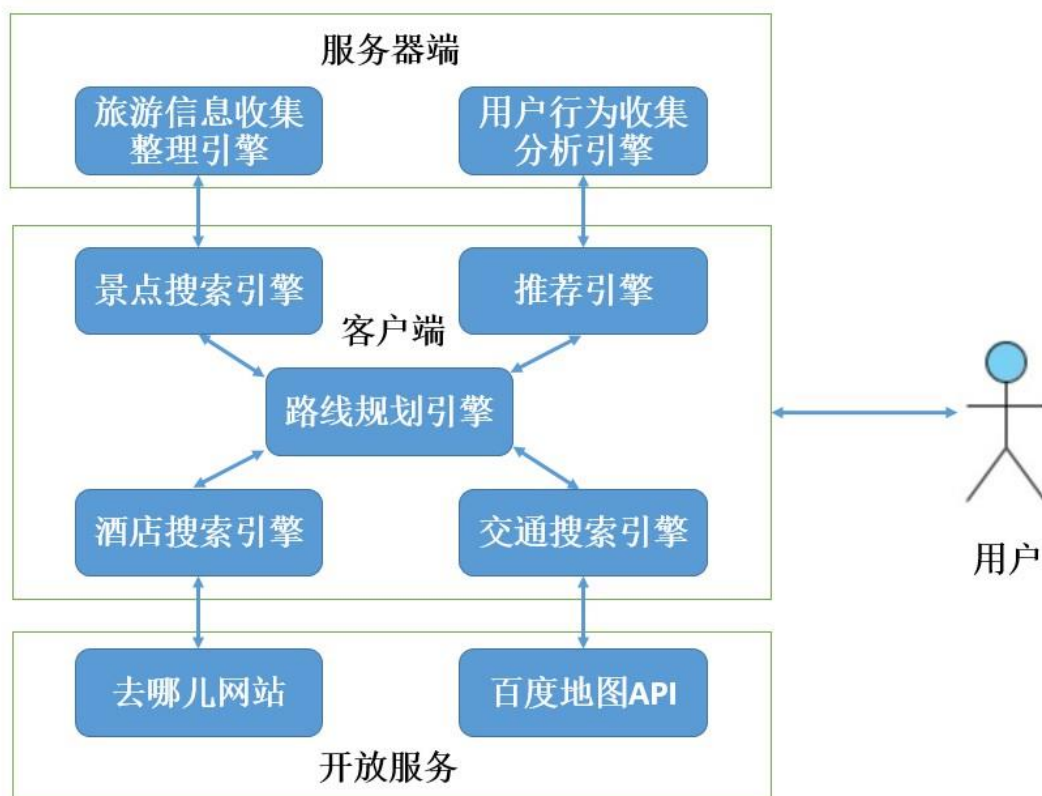 服务器端
旅游信息收集
整理引擎
用户行为收集
分析引擎
景点搜索引擎
推荐引擎
客户端
路线规划引擎
酒店搜索引擎
交通搜索引擎
用户
去哪儿网站
百度地图API
开放服务